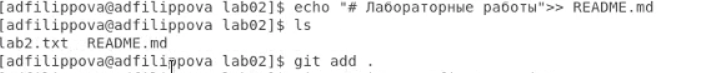 [adfilippova@adfilippova lab02]$ echo "# Лабораторные работы">> README.md
[adfilippova@adfilippova lab02]$ ls
lab2.txt  README.md
[adfilippova@adfilippova lab02]$ git add .